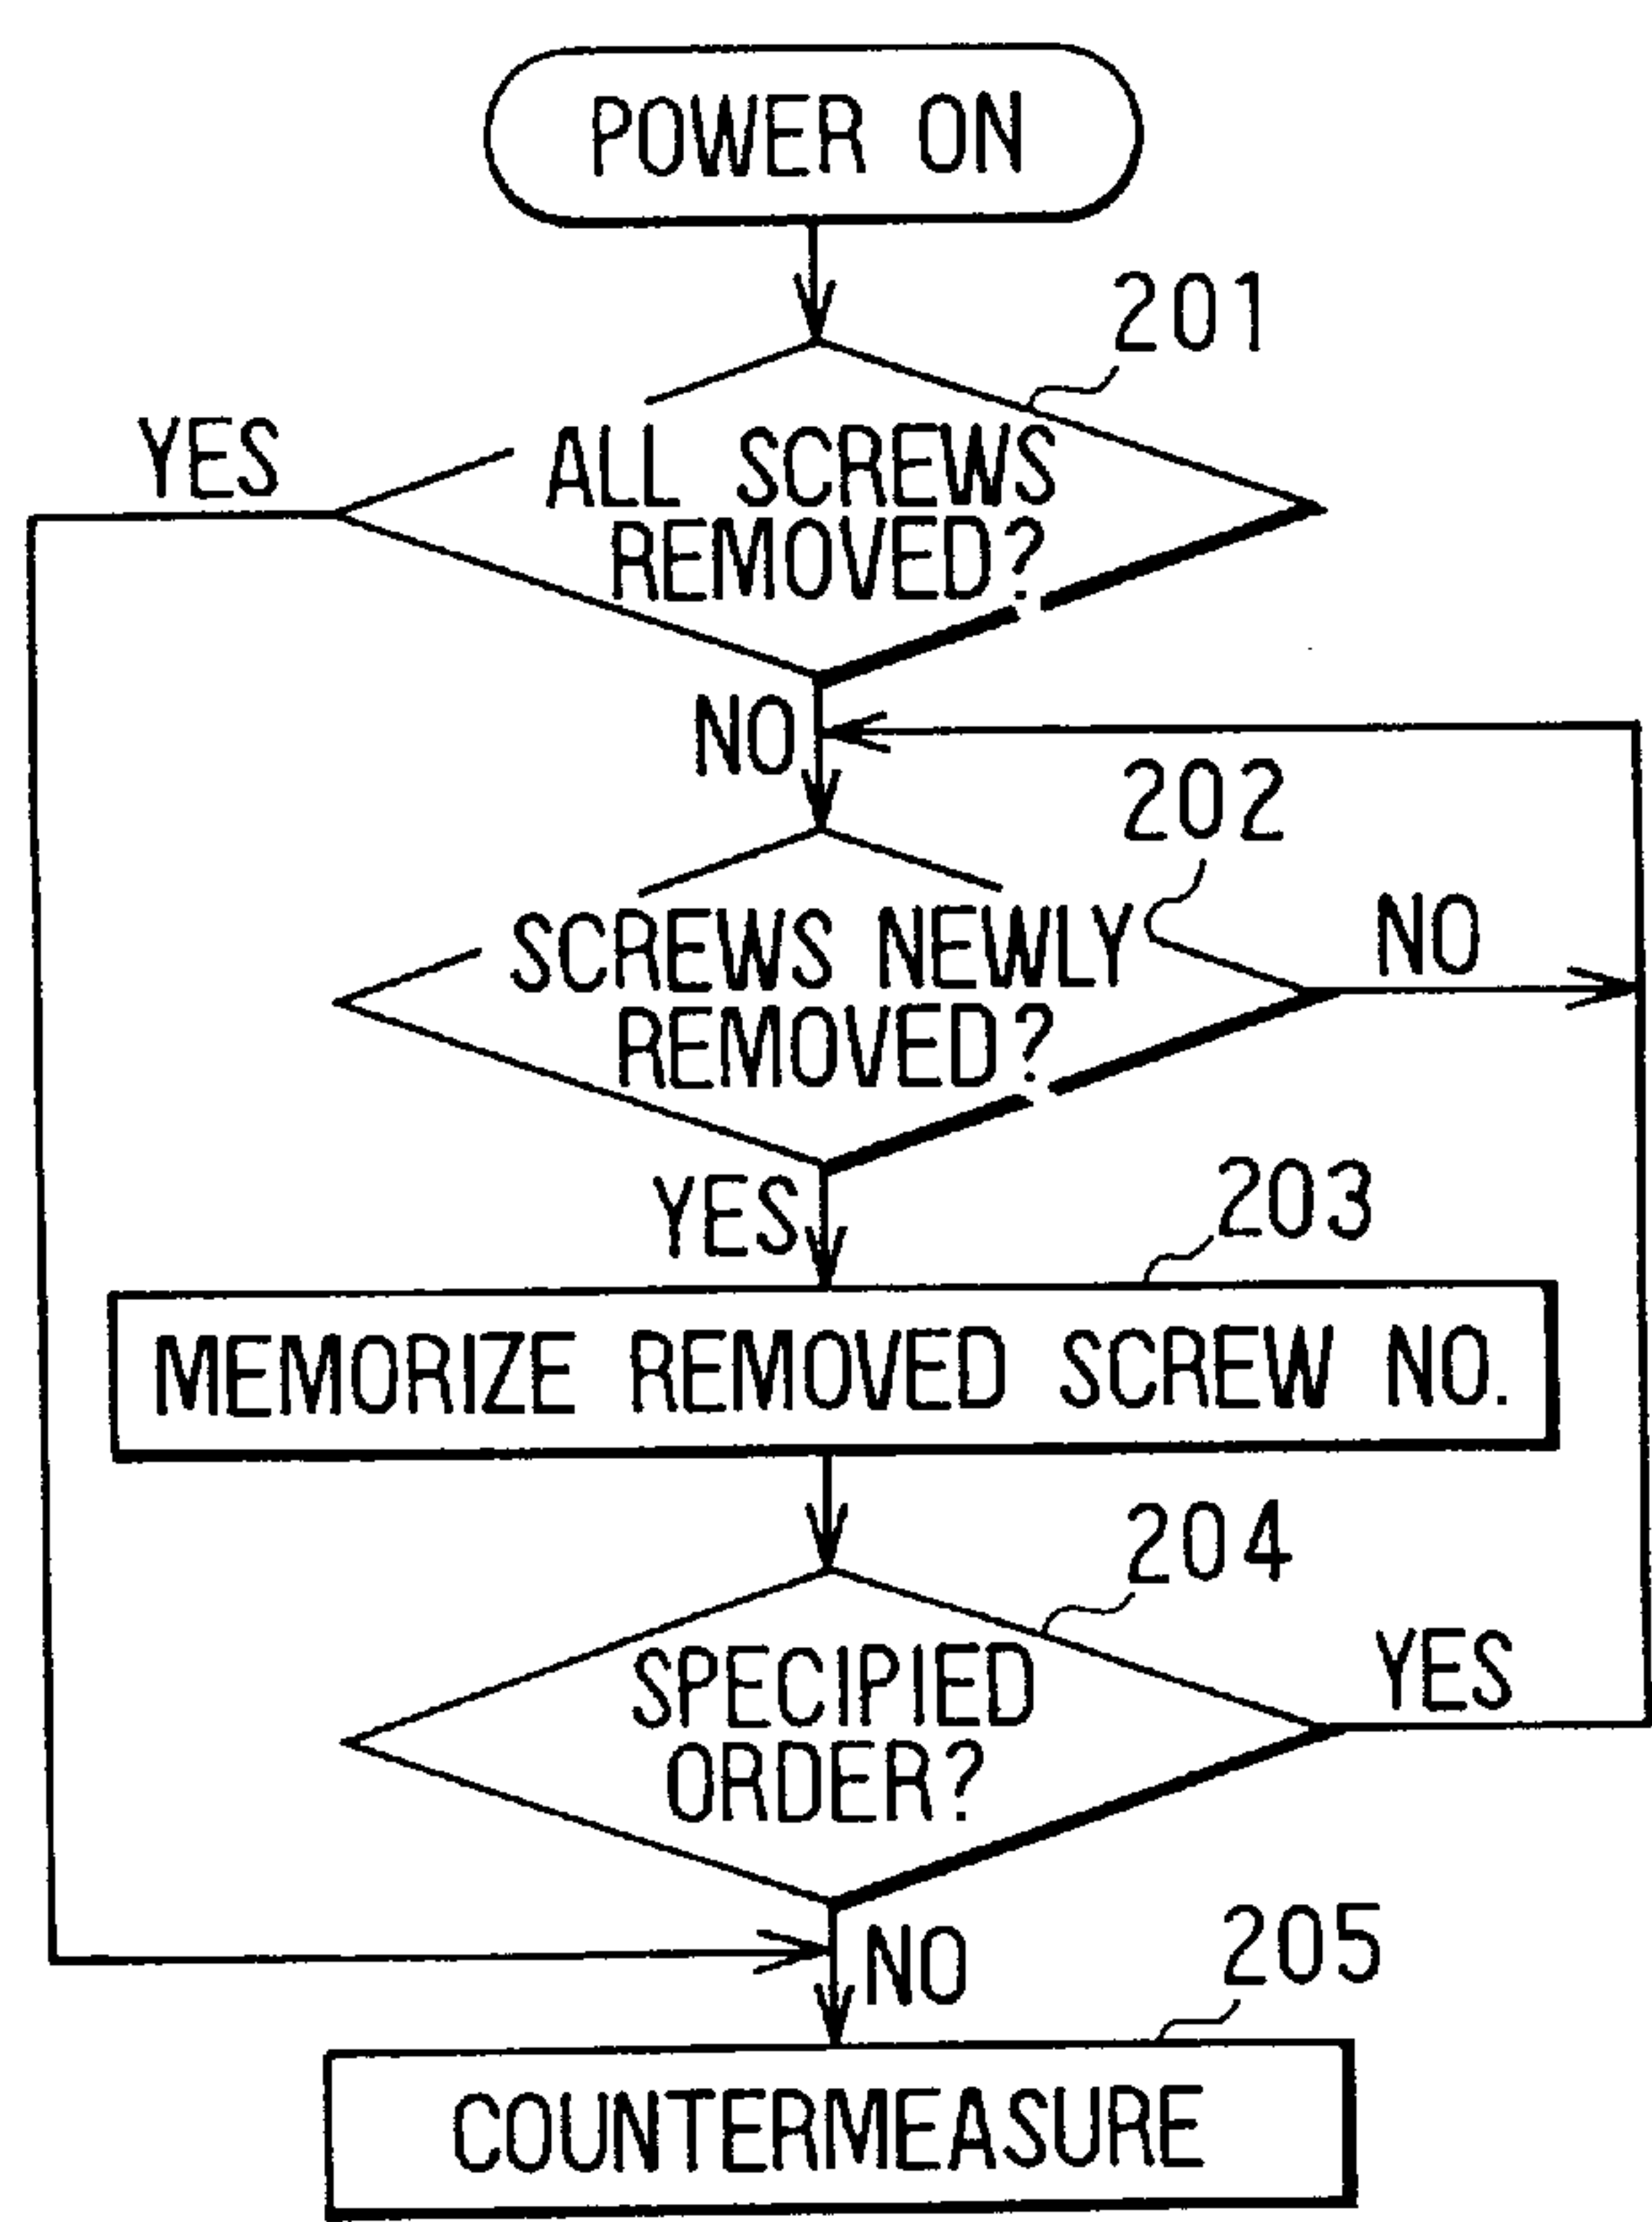 POWER ON
201
YES
ALL SCREWS
REMOVED?
NO
202
SCREWS NEWLY
REMOVED?
NO
YES
203
MEMORIZE REMOVED SCREW NO.
204
SPECIPIED
ORDER?
YES
NO
205
COUNTERMEASURE